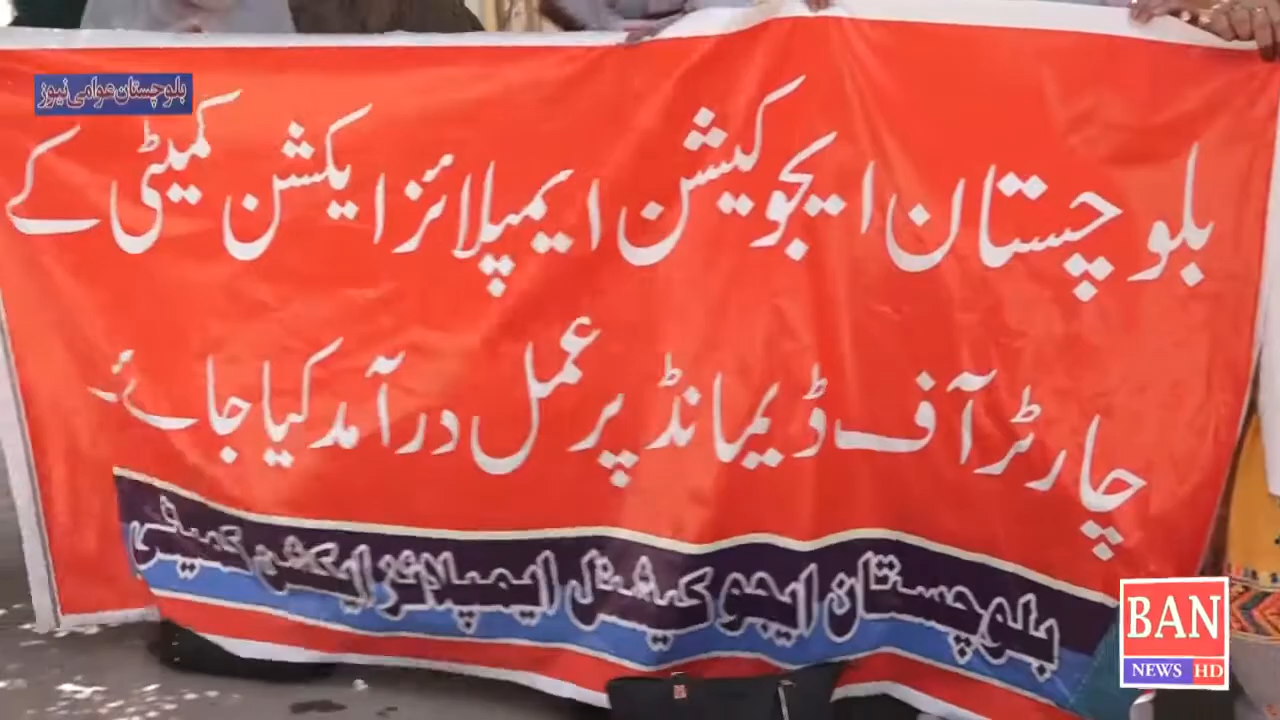 بلوچستان عوامی نیوز
بلوچستان ایجوکیشن ایمپلائز ایکشن کمیٹی کے
چارٹر آف ڈیمانڈ پر عمل درآمد کیا جائے۔
بلوچستان ایجوکیشنل ایمپلائز ایکشن کمیٹی
BAN
NEWS HD